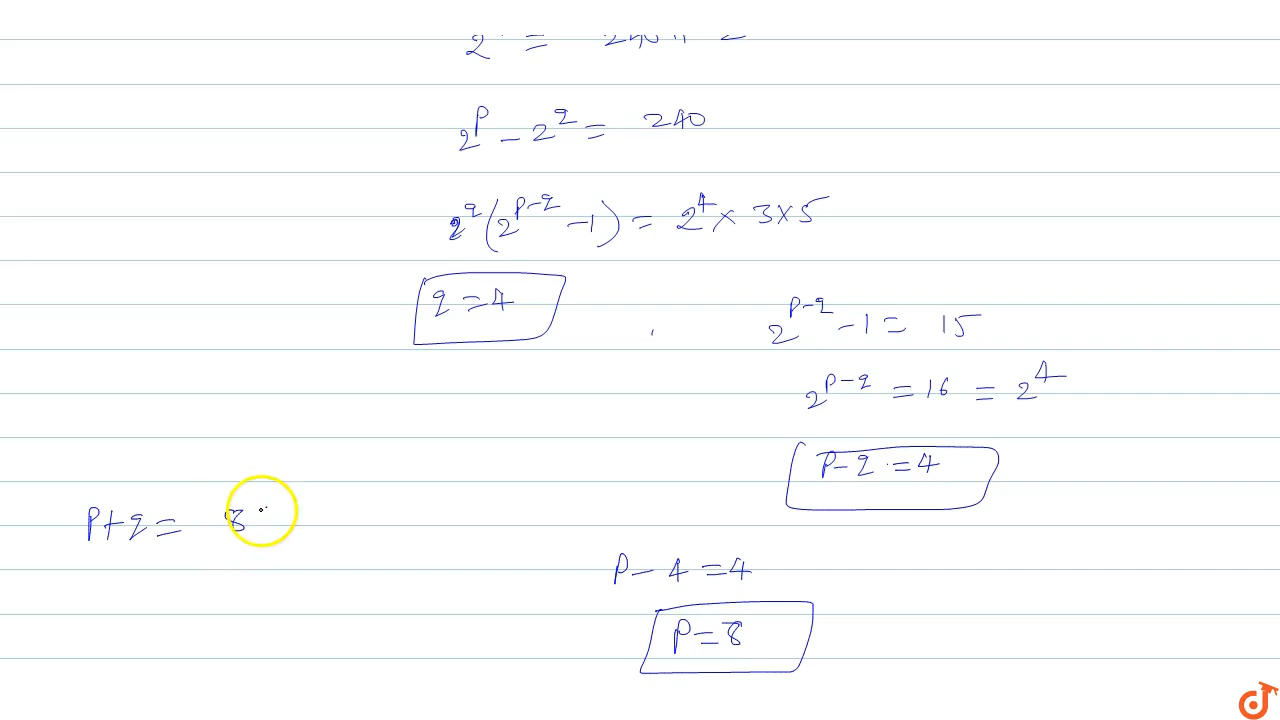 2^p - 2^q = 240
2^q (2^{p-q} - 1) = 2^4 × 3 × 5
q = 4
2^{p-q} - 1 = 15
2^{p-q} = 16 = 2^4
p - q = 4
p + q = 8
p - 4 = 4
p = 8